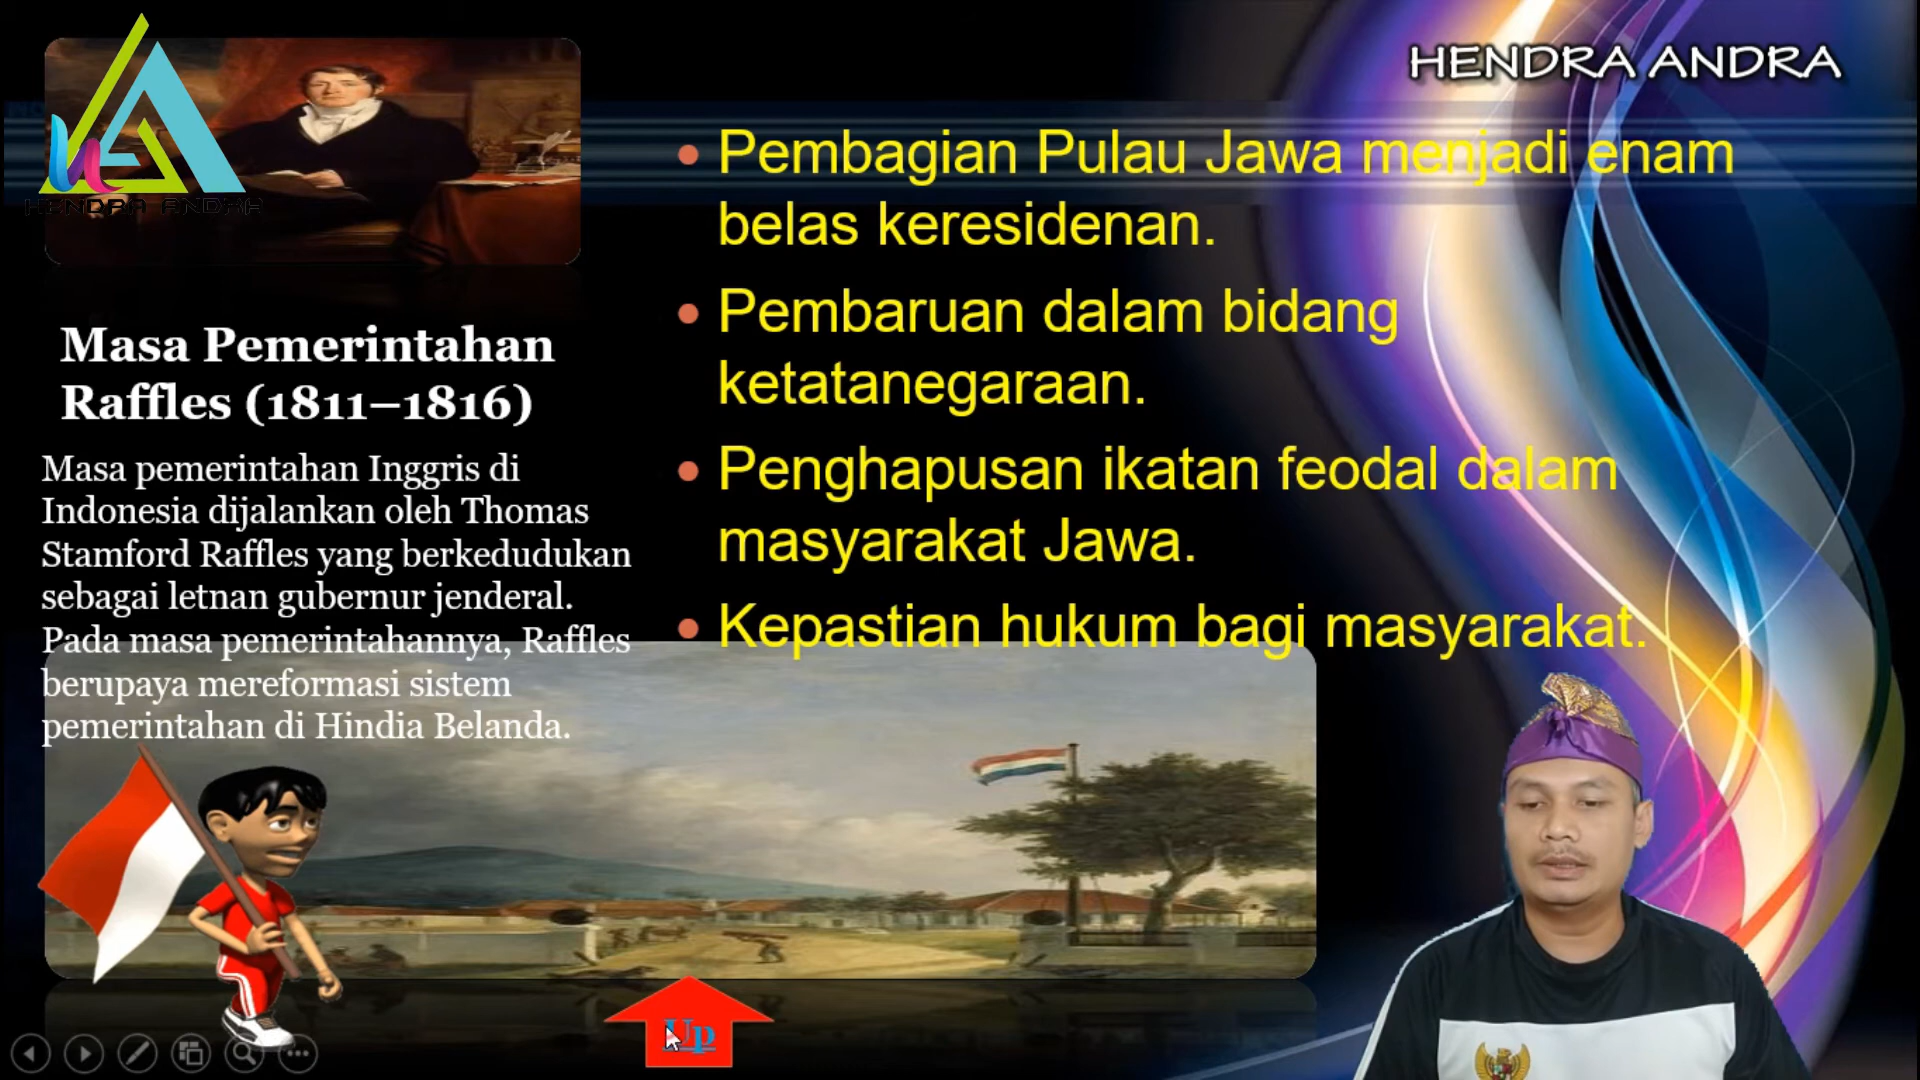 HENDRA ANDRA
HENDRA ANDRA
Masa Pemerintahan
Raffles (1811–1816)
Masa pemerintahan Inggris di
Indonesia dijalankan oleh Thomas
Stamford Raffles yang berkedudukan
sebagai letnan gubernur jenderal.
Pada masa pemerintahannya, Raffles
berupaya mereformasi sistem
pemerintahan di Hindia Belanda.
• Pembagian Pulau Jawa menjadi enam
belas keresidenan.
• Pembaruan dalam bidang
ketatanegaraan.
• Penghapusan ikatan feodal dalam
masyarakat Jawa.
• Kepastian hukum bagi masyarakat.
Up